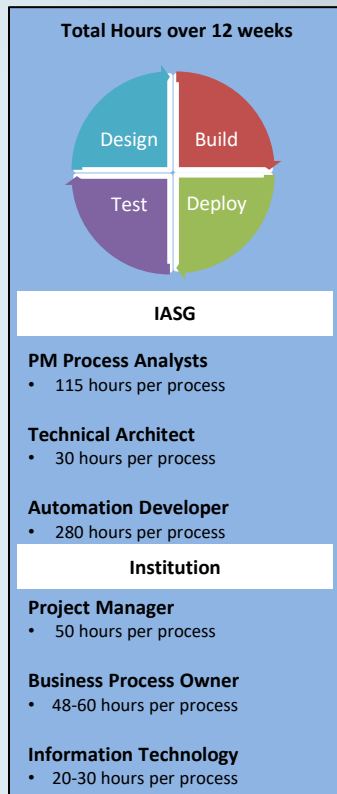 Total Hours over 12 weeks
Design
Build
Test
Deploy
IASG
PM Process Analysts
• 115 hours per process
Technical Architect
• 30 hours per process
Automation Developer
• 280 hours per process
Institution
Project Manager
• 50 hours per process
Business Process Owner
• 48-60 hours per process
Information Technology
• 20-30 hours per process